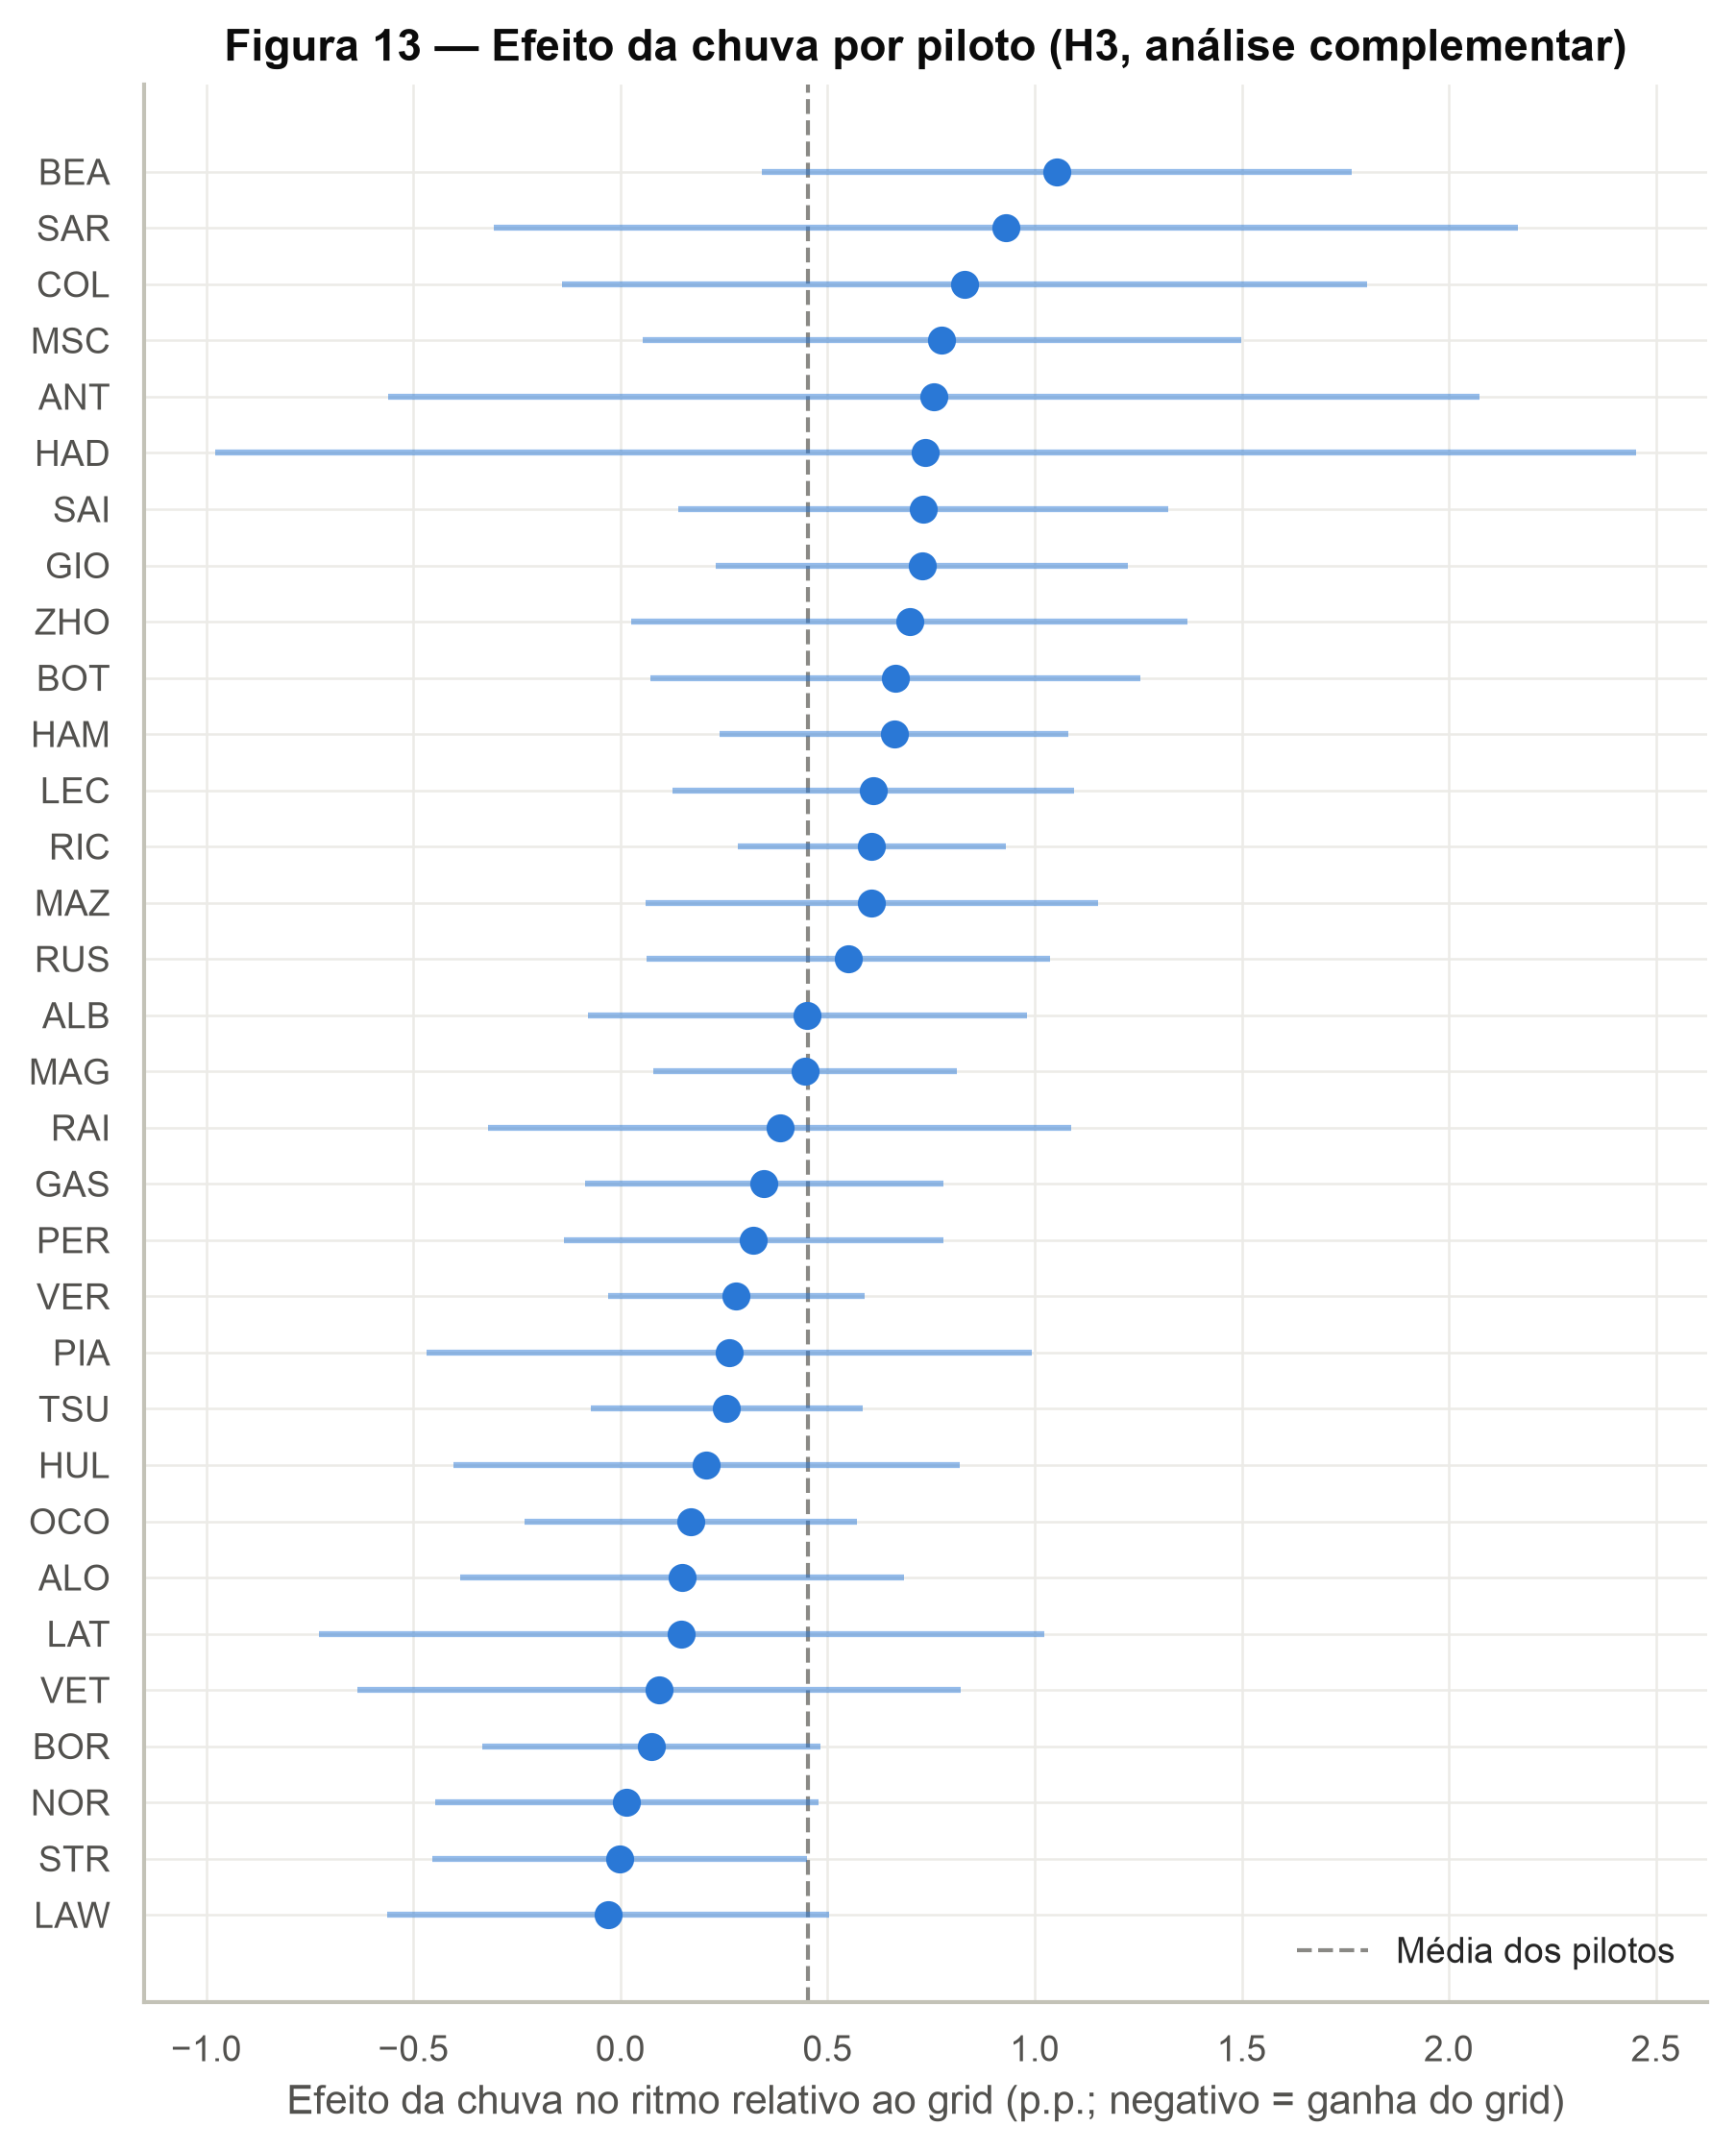 Figura 13 — Efeito da chuva por piloto (H3, análise complementar)
BEA
SAR
COL
MSC
ANT
HAD
SAI
GIO
ZHO
BOT
HAM
LEC
RIC
MAZ
RUS
ALB
MAG
RAI
GAS
PER
VER
PIA
TSU
HUL
OCO
ALO
LAT
VET
BOR
NOR
STR
LAW
Média dos pilotos
−1.0 −0.5 0.0 0.5 1.0 1.5 2.0 2.5
Efeito da chuva no ritmo relativo ao grid (p.p.; negativo = ganha do grid)